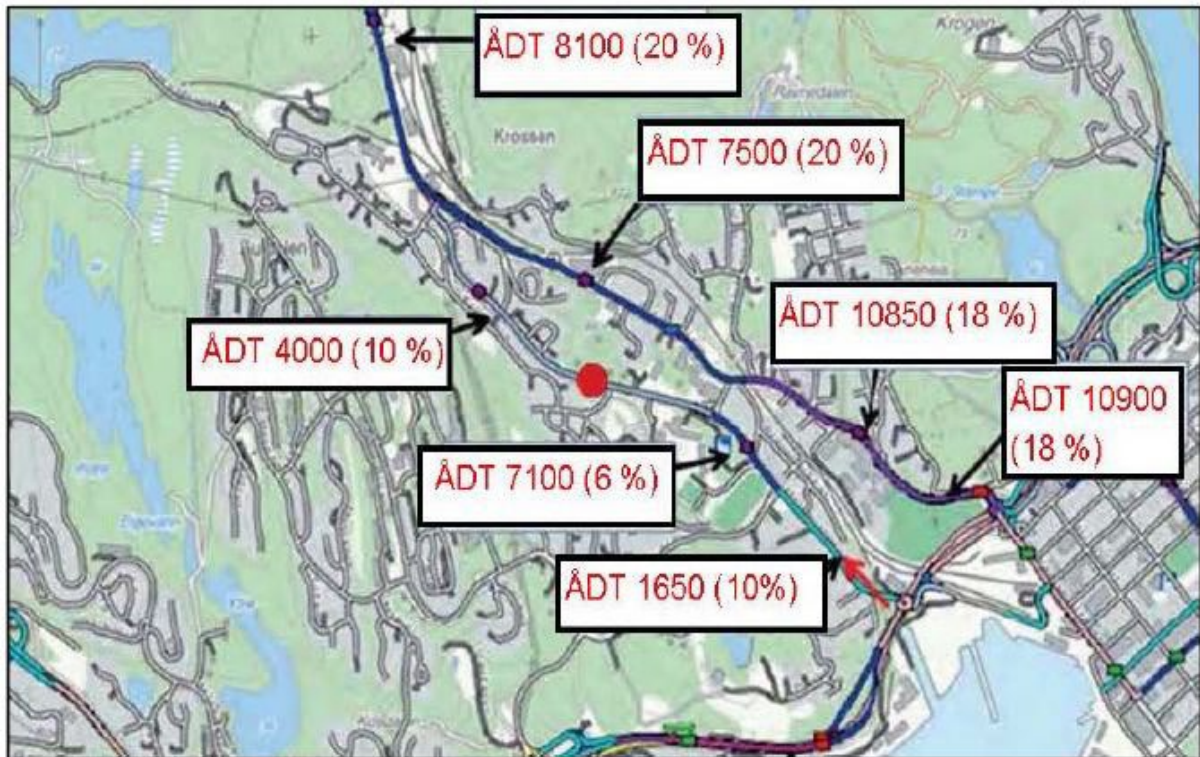 ÅDT 8100 (20 %)
Krogen
Krossen
ÅDT 7500 (20 %)
ÅDT 10850 (18 %)
ÅDT 4000 (10 %)
ÅDT 10900
(18 %)
ÅDT 7100 (6 %)
ÅDT 1650 (10%)